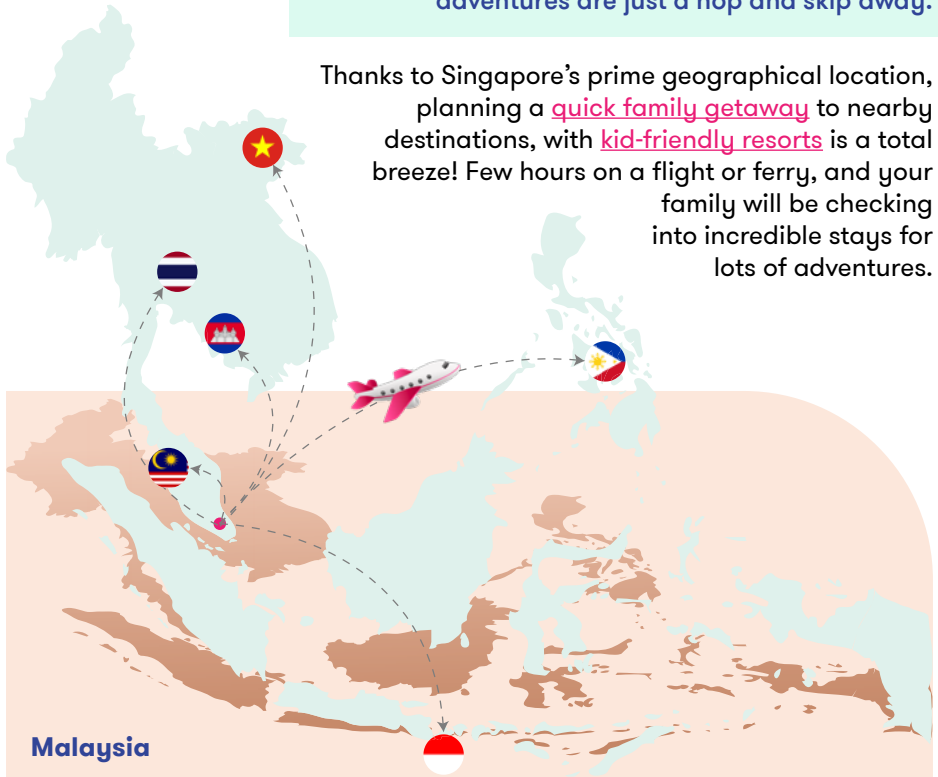 adventures are just a hop and skip away.
Thanks to Singapore’s prime geographical location,
planning a quick family getaway to nearby
destinations, with kid-friendly resorts is a total
breeze! Few hours on a flight or ferry, and your
family will be checking
into incredible stays for
lots of adventures.
Malaysia